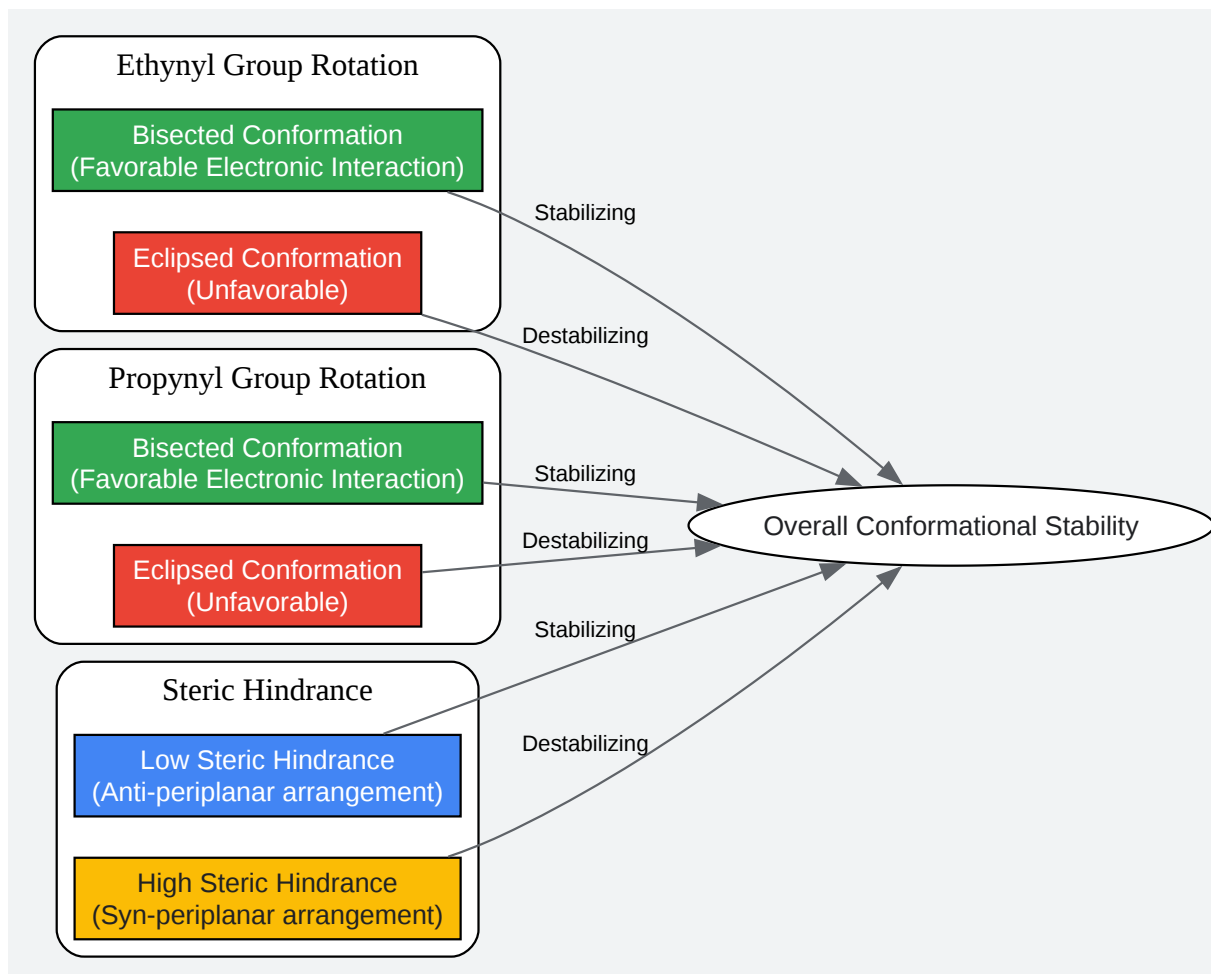 Ethynyl Group Rotation
Bisected Conformation
(Favorable Electronic Interaction)
Stabilizing
Eclipsed Conformation
(Unfavorable)
Destabilizing
Propynyl Group Rotation
Bisected Conformation
(Favorable Electronic Interaction)
Stabilizing
Eclipsed Conformation
(Unfavorable)
Destabilizing
Overall Conformational Stability
Steric Hindrance
Stabilizing
Low Steric Hindrance
(Anti-periplanar arrangement)
Destabilizing
High Steric Hindrance
(Syn-periplanar arrangement)